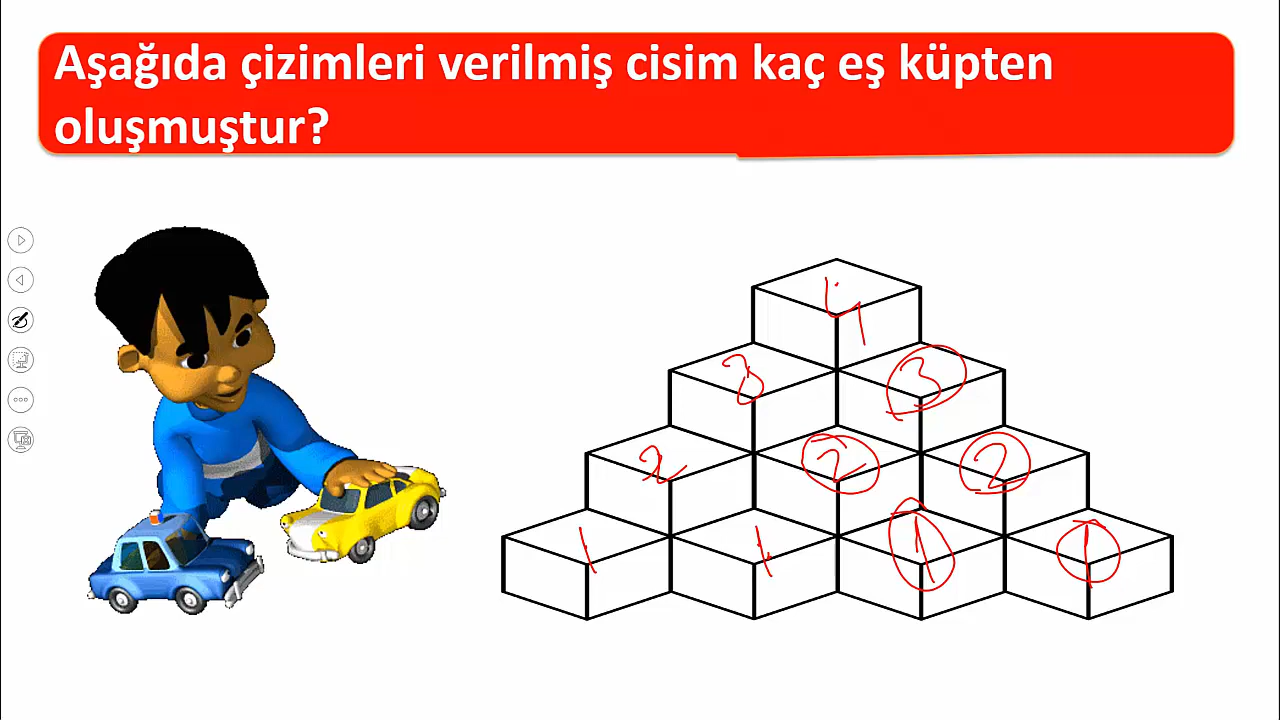 Aşağıda çizimleri verilmiş cisim kaç eş küpten
oluşmuştur?
4
3 3
2 2 2
1 1 1 1